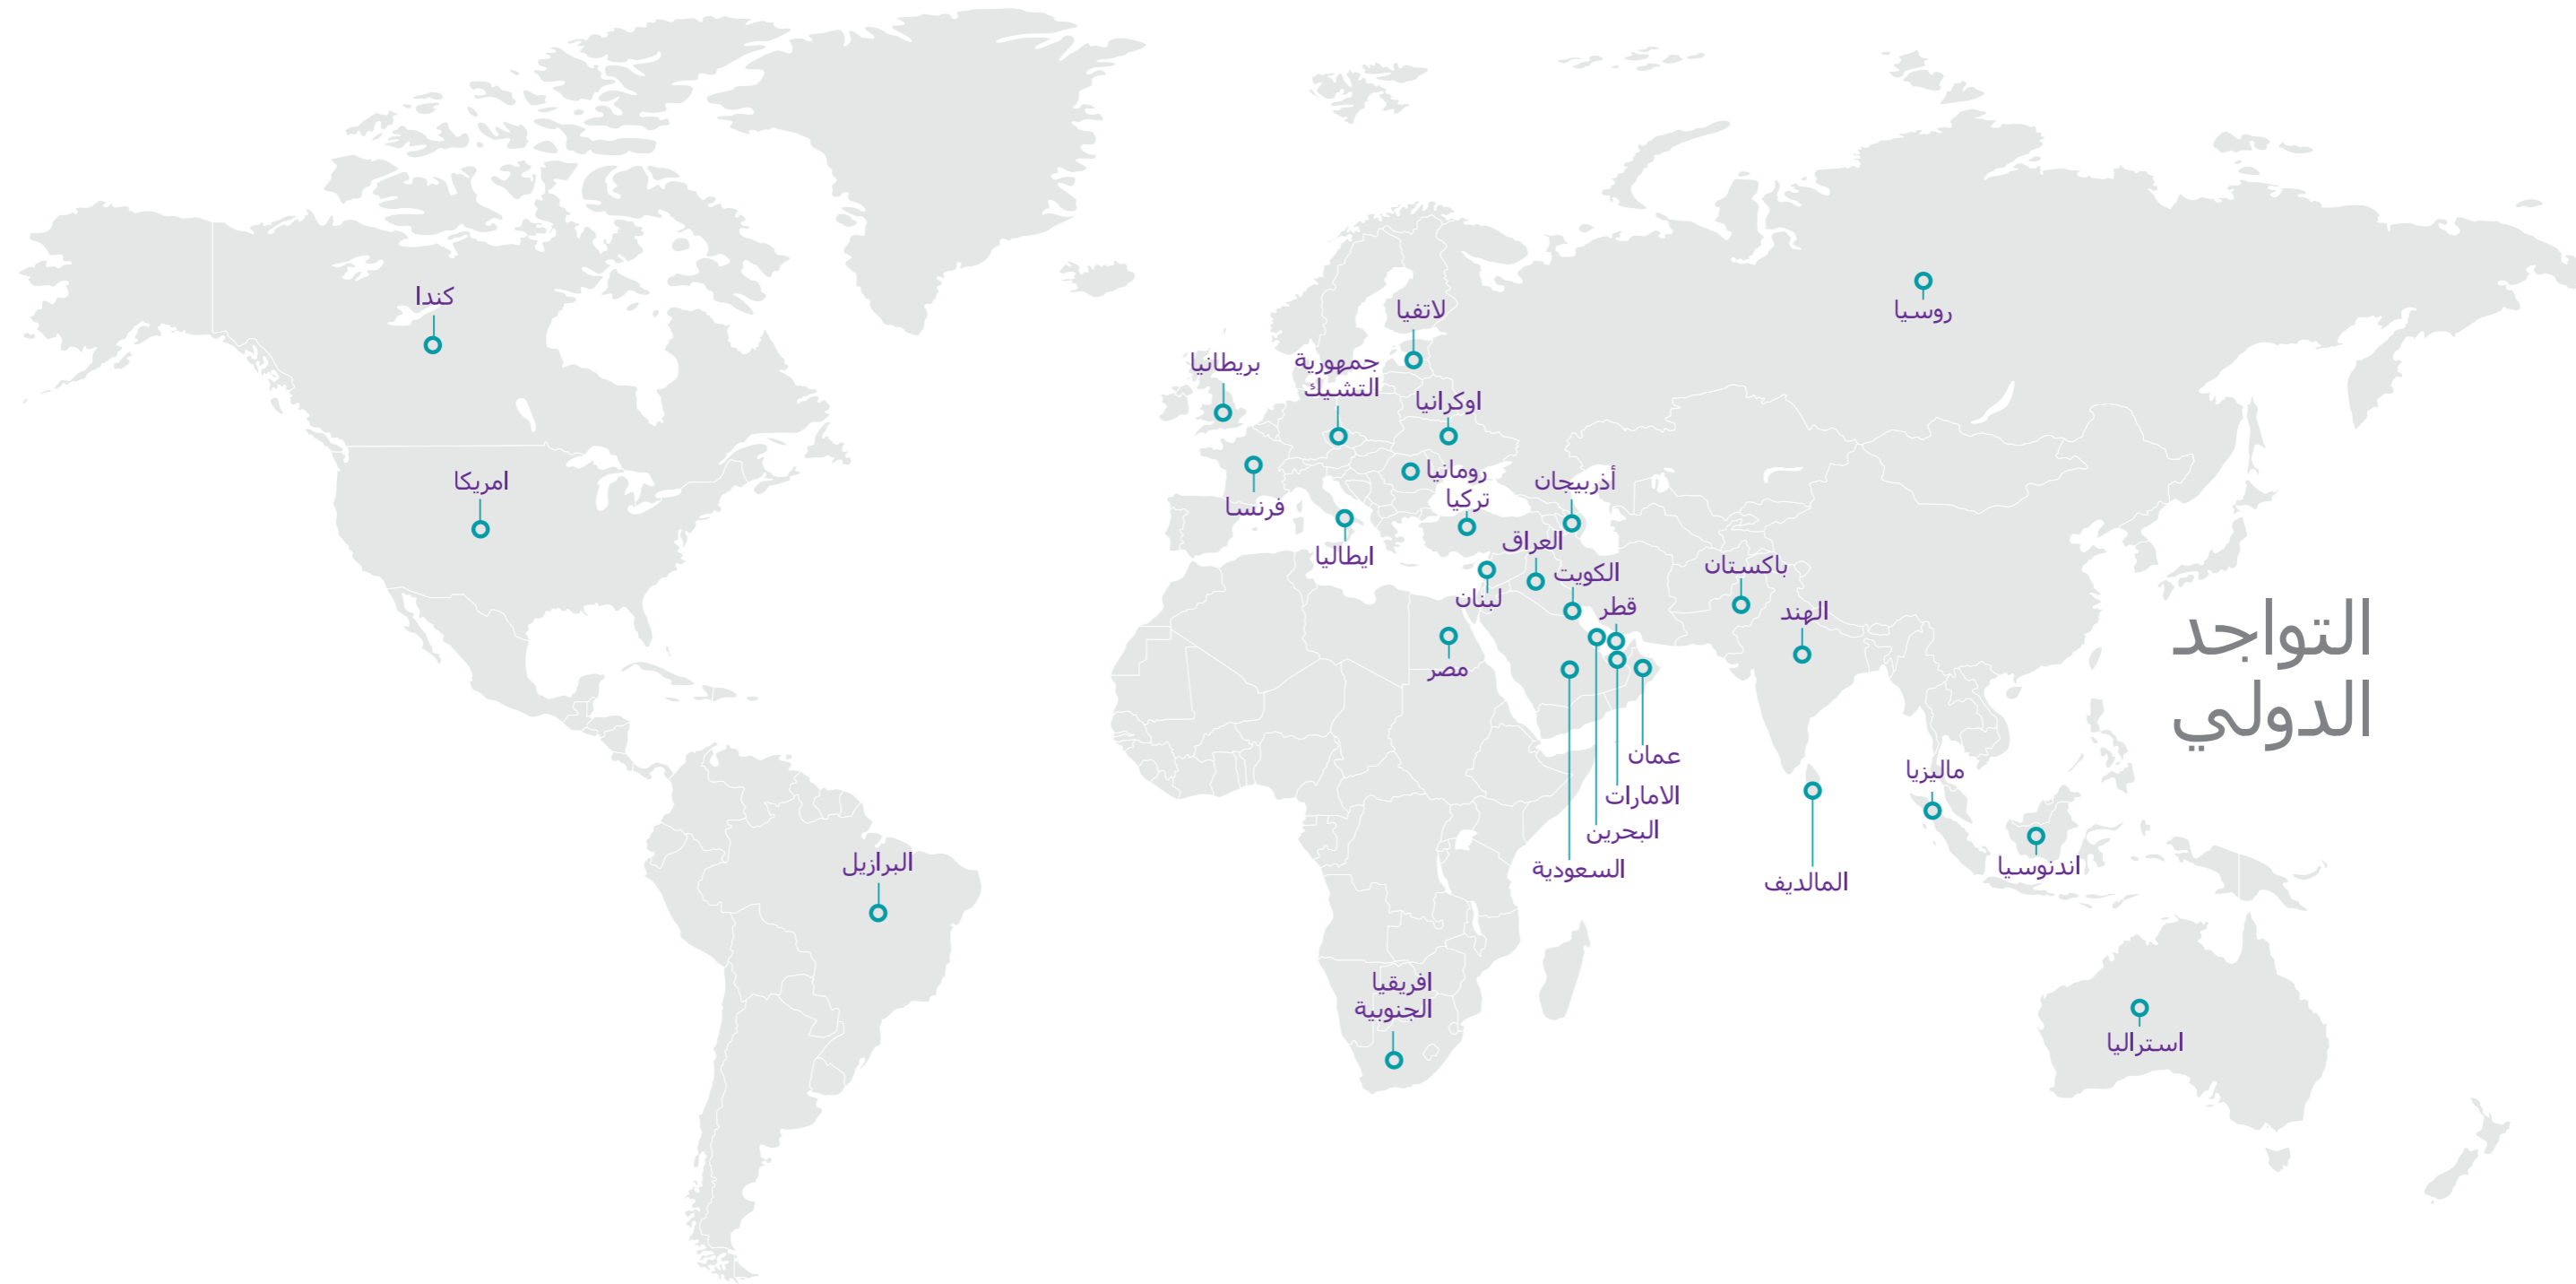 التواجد
الدولي
روسيا
كندا
لاتفيا
بريطانيا
جمهورية
التشيك
اوكرانيا
رومانيا
أذربيجان
امريكا
تركيا
فرنسا
العراق
ايطاليا
باكستان
الكويت
لبنان
قطر
الهند
مصر
عمان
ماليزيا
الامارات
البحرين
البرازيل
اندنوسيا
السعودية
المالديف
افريقيا
الجنوبية
استراليا